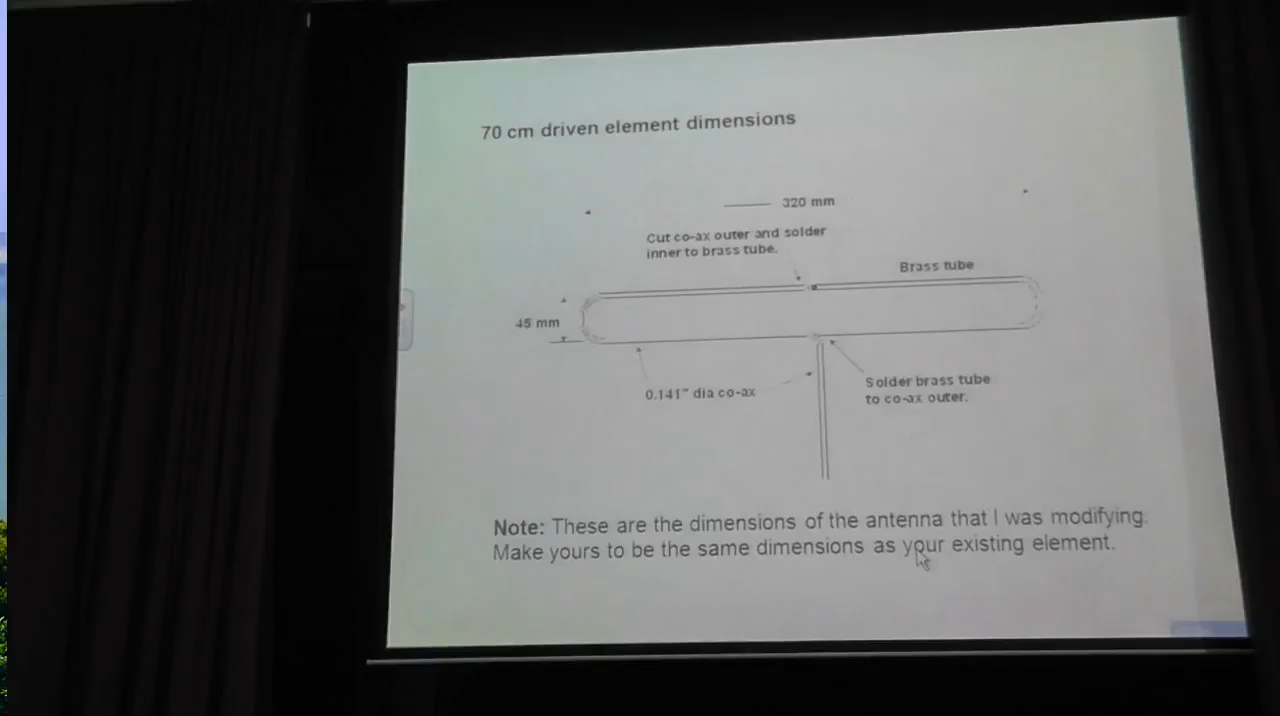 70 cm driven element dimensions
320 mm
Cut co-ax outer and solder
inner to brass tube.
Brass tube
45 mm
0.141" dia co-ax
Solder brass tube
to co-ax outer.
Note: These are the dimensions of the antenna that I was modifying.
Make yours to be the same dimensions as your existing element.